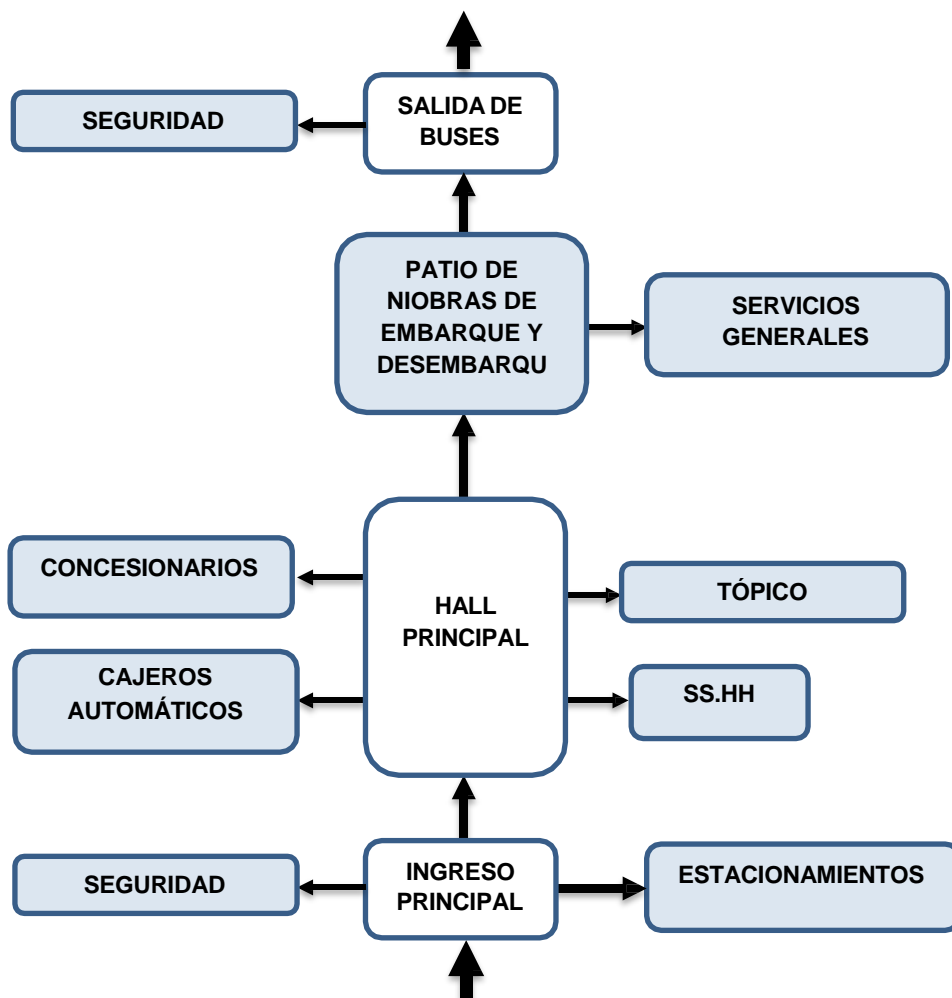 SEGURIDAD
SALIDA DE
BUSES
PATIO DE
NIOBRAS DE
EMBARQUE Y
DESEMBARQU
SERVICIOS
GENERALES
CONCESIONARIOS
HALL
PRINCIPAL
TÓPICO
CAJEROS
AUTOMÁTICOS
SS.HH
SEGURIDAD
INGRESO
PRINCIPAL
ESTACIONAMIENTOS